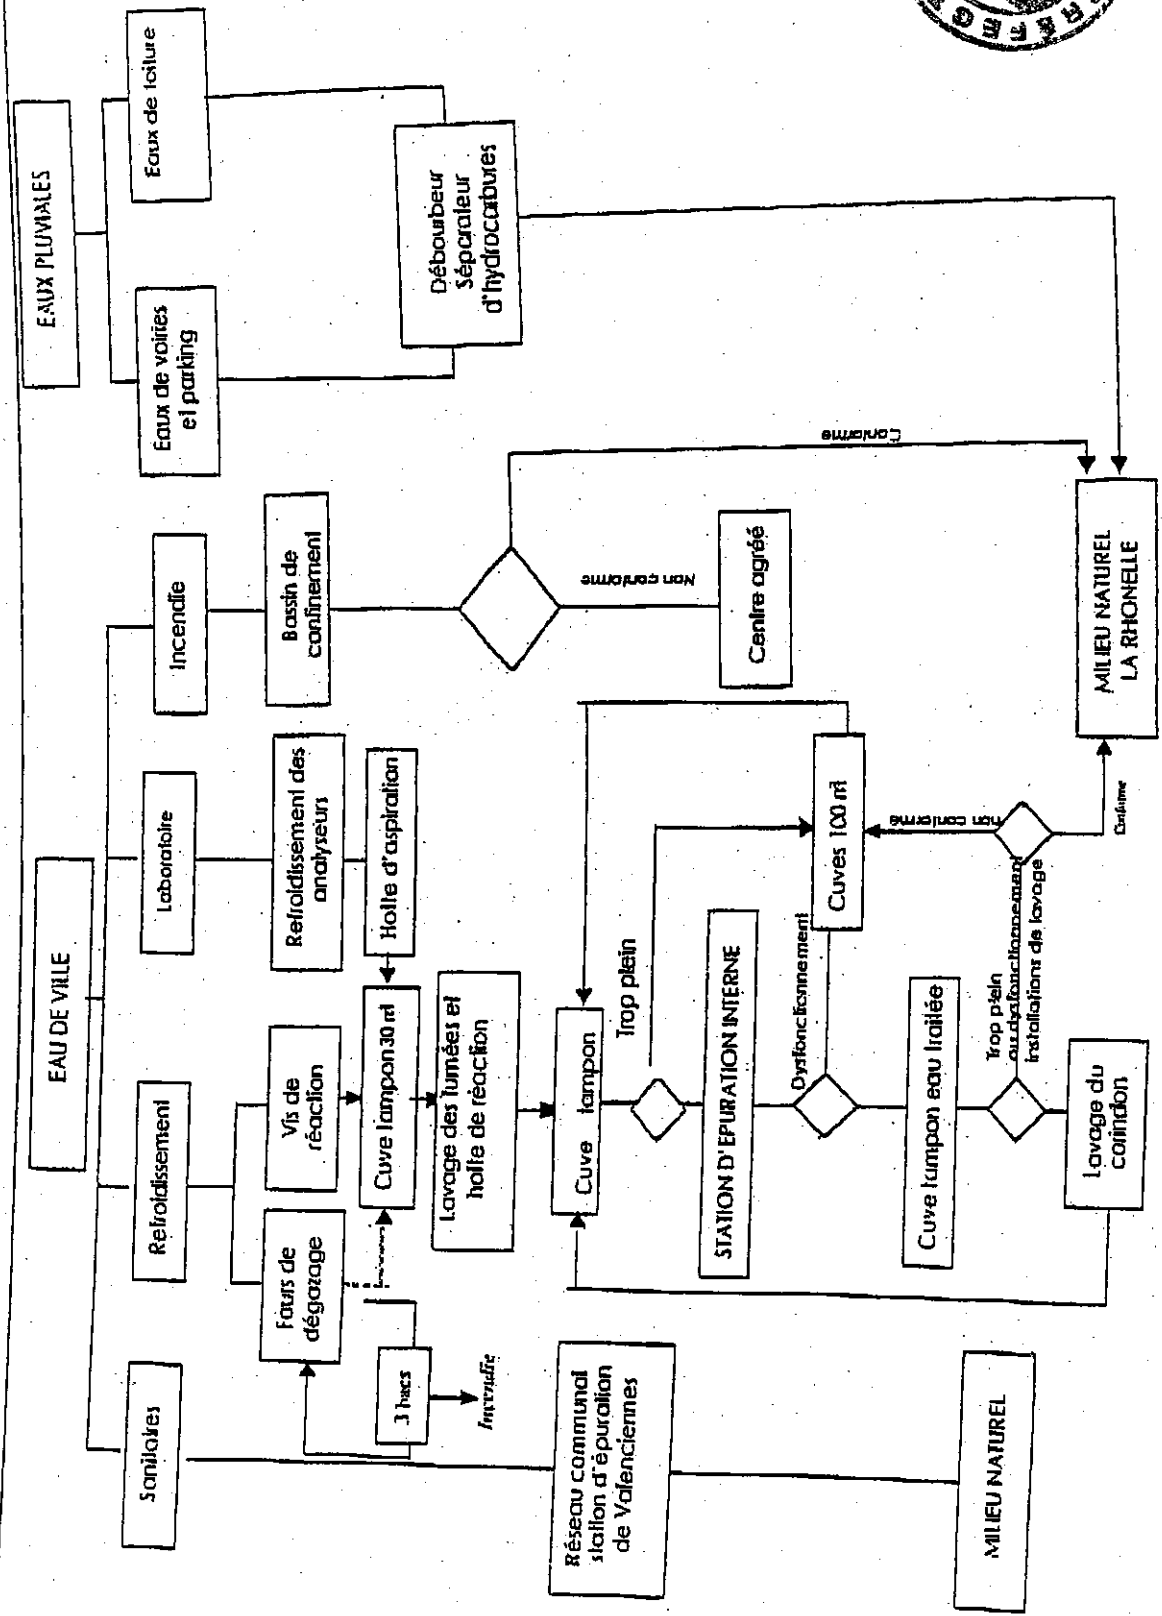 EAU DE VILLE
EAUX PLUVIALES
Sanitaires
Refroidissement
Laboratoire
Incendie
Eaux de voiries
et parking
Eaux de toiture
Fours de
dégazage
Vis de
réaction
Refroidissement des
analyseurs
Bassin de
confinement
3 bacs
Incendie
Cuve tampon 30 m
Hotte d'aspiration
Débourbeur
Séparateur
d'hydrocarbures
Lavage des fumées et
hotte de réaction
Réseau communal
station d'épuration
de Valenciennes
Cuve tampon
Trop plein
Non conforme
Conforme
STATION D'EPURATION INTERNE
Centre agréé
Dysfonctionnement
Cuves 100 m
Cuve tampon eau traitée
non conforme
Trop plein
ou dysfonctionnement
installations de lavage
Lavage du
corindon
Conforme
MILIEU NATUREL
MILIEU NATUREL
LA RHONELLE